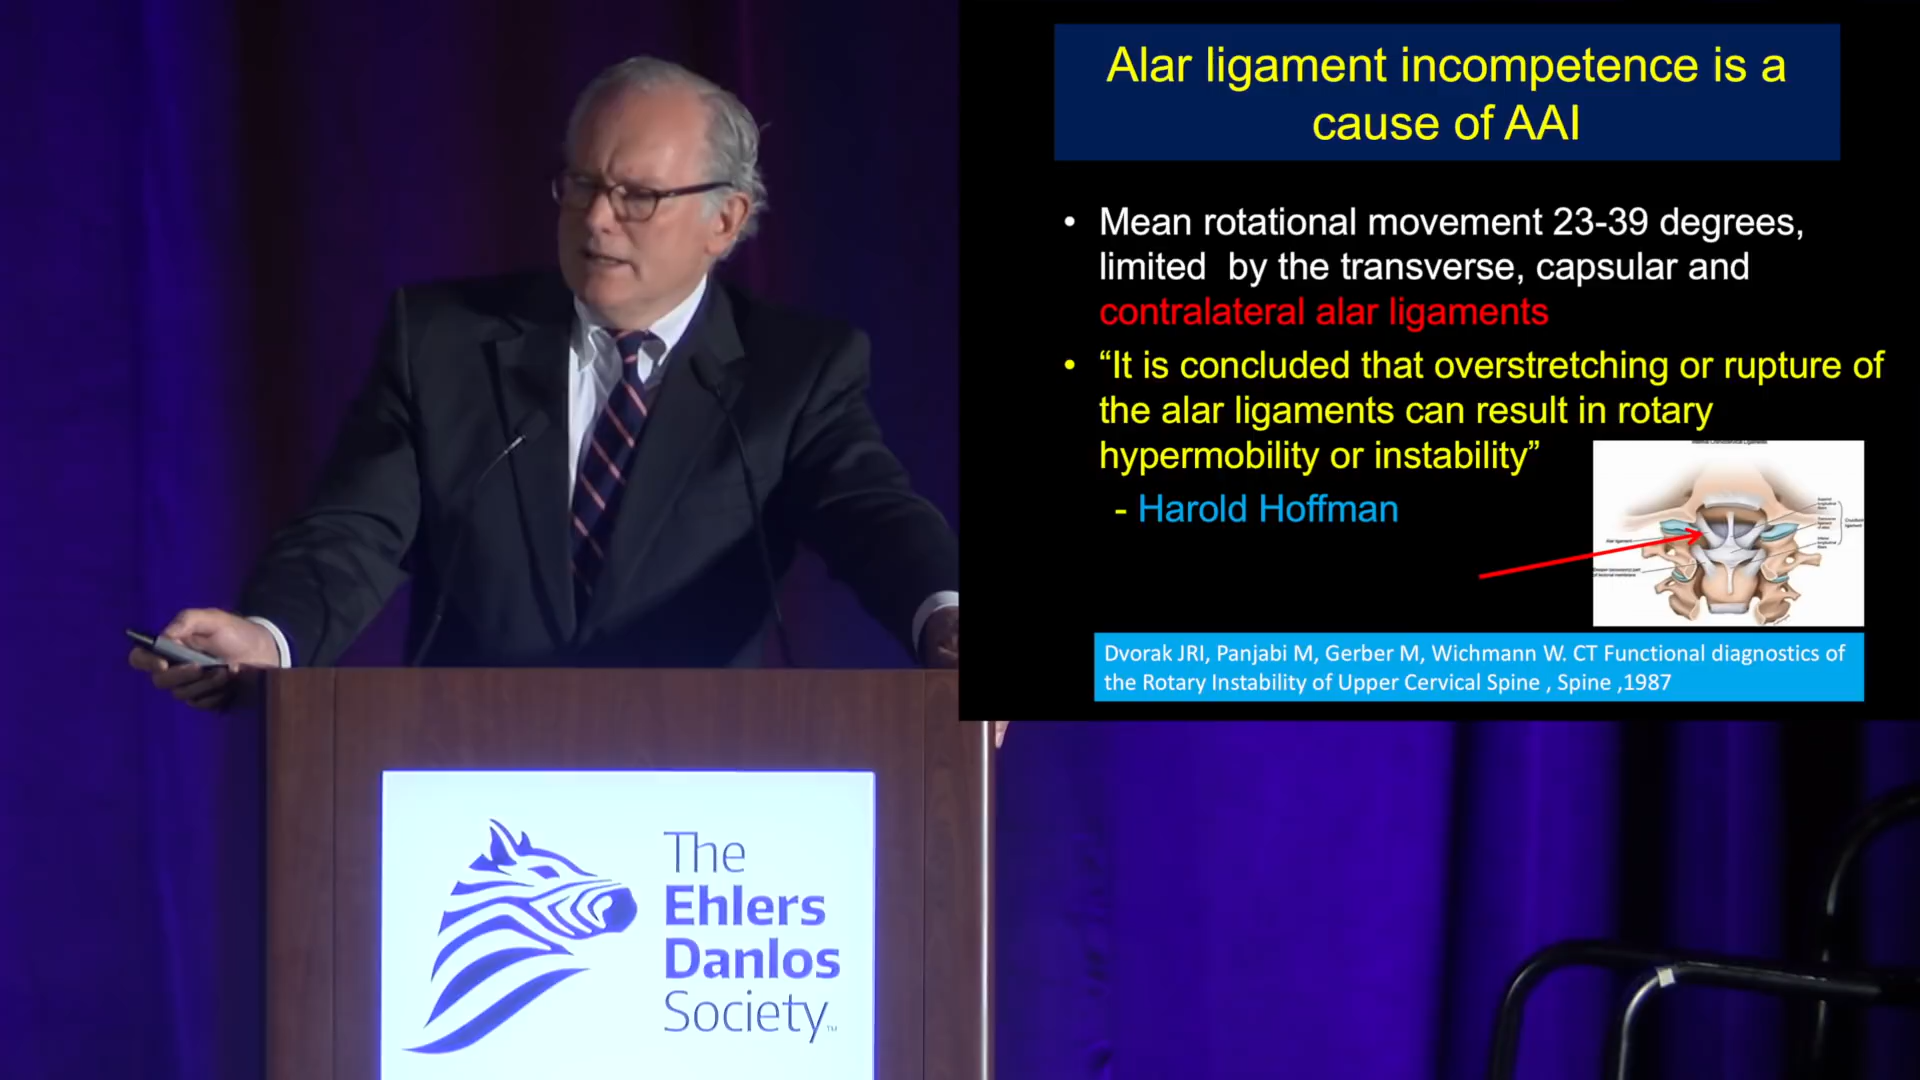 Alar ligament incompetence is a
cause of AAI
• Mean rotational movement 23-39 degrees,
limited by the transverse, capsular and
contralateral alar ligaments
• “It is concluded that overstretching or rupture of
the alar ligaments can result in rotary
hypermobility or instability”
- Harold Hoffman
Alar ligament
Dvorak JRI, Panjabi M, Gerber M, Wichmann W. CT Functional diagnostics of
the Rotary Instability of Upper Cervical Spine , Spine ,1987
The
Ehlers
Danlos
Society™